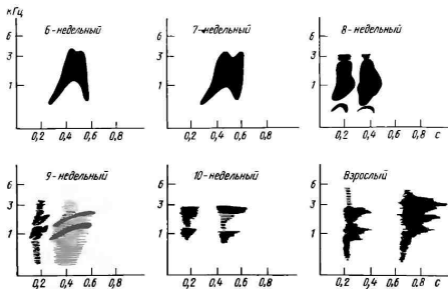 кГц
6-недельный
7-недельный
8-недельный
6
3
1
0,2 0,4 0,6 0,8
6
3
1
0,2 0,4 0,6 0,8
6
3
1
0,2 0,4 0,6 0,8 с
9-недельный
10-недельный
Взрослый
6
3
1
0,2 0,4 0,6 0,8
6
3
1
0,2 0,4 0,6 0,8
6
3
1
0,2 0,4 0,6 0,8 с